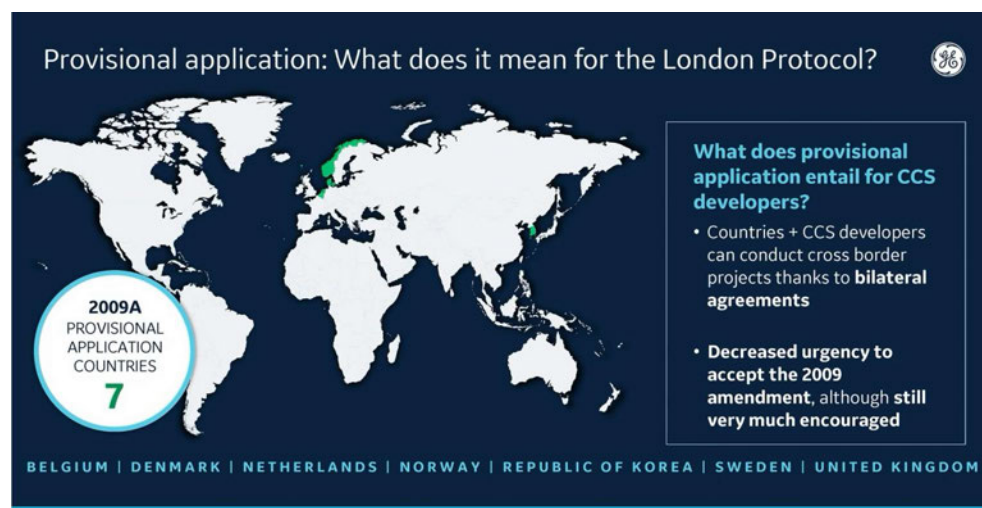 Provisional application: What does it mean for the London Protocol?
What does provisional
application entail for CCS
developers?
• Countries + CCS developers
can conduct cross border
projects thanks to bilateral
agreements
• Decreased urgency to
accept the 2009
amendment, although still
very much encouraged
2009A
PROVISIONAL
APPLICATION
COUNTRIES
7
BELGIUM | DENMARK | NETHERLANDS | NORWAY | REPUBLIC OF KOREA | SWEDEN | UNITED KINGDOM